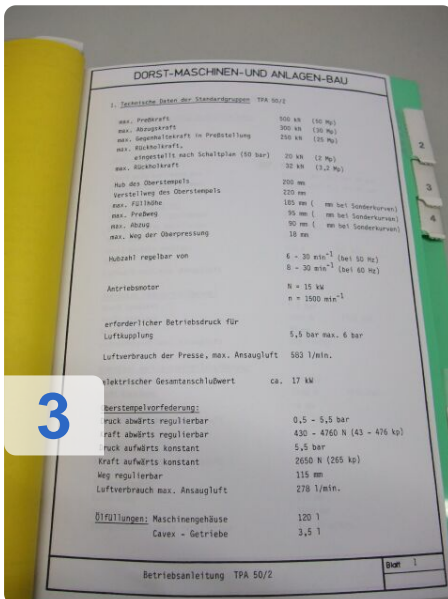 DORST-MASCHINEN-UND ANLAGEN-BAU
1. Technische Daten der Standardgruppen TPA 50/2
max. Preßkraft 500 kN (50 Mp)
max. Abzugskraft 300 kN (30 Mp)
max. Gegenhaltekraft in Preßstellung 250 kN (25 Mp)
max. Rückholkraft,
eingestellt nach Schaltplan (60 bar) 20 kN (2 Mp)
max. Rückholkraft 32 kN (3,2 Mp)
Hub des Oberstempels 200 mm
Verstellweg des Oberstempels 220 mm
max. Füllhöhe 185 mm ( mm bei Sonderkurven)
max. Preßweg 95 mm ( mm bei Sonderkurven)
max. Abzug 90 mm ( mm bei Sonderkurven)
max. Weg der Oberpressung 18 mm
Hubzahl regelbar von 6 - 30 min⁻¹ (bei 50 Hz)
8 - 30 min⁻¹ (bei 60 Hz)
Antriebsmotor N = 15 kW
n = 1500 min⁻¹
erforderlicher Betriebsdruck für
Luftkupplung 5,5 bar max. 6 bar
Luftverbrauch der Presse, max. Ansaugluft 583 l/min.
elektrischer Gesamtanschlußwert ca. 17 kW
Oberstempelvorfederung:
Druck abwärts regulierbar 0,5 - 5,5 bar
Kraft abwärts regulierbar 430 - 4760 N (43 - 476 kp)
Druck aufwärts konstant 5,5 bar
Kraft aufwärts konstant 2650 N (265 kp)
Weg regulierbar 115 mm
Luftverbrauch max. Ansaugluft 278 l/min.
Ölfüllungen: Maschinengehäuse 120 l
Cavex - Getriebe 3,5 l
Betriebsanleitung TPA 50/2
Blatt 1
2
3
4
3